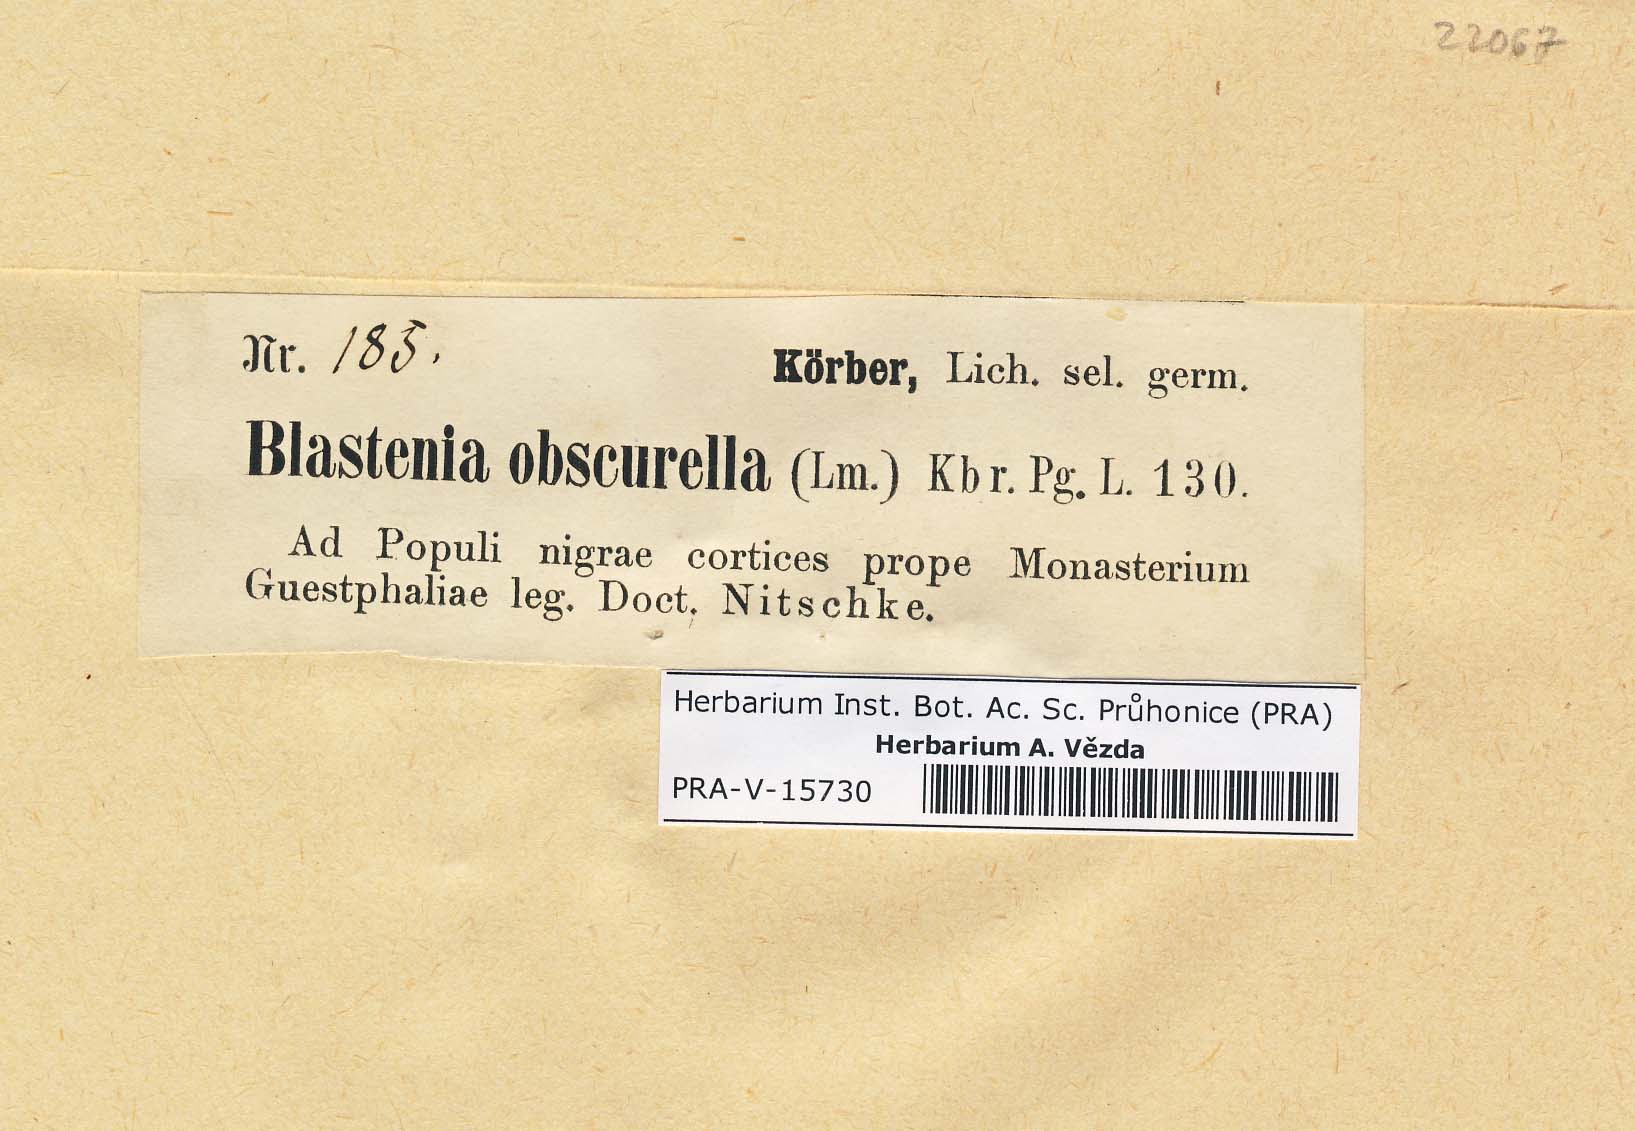 22067
Nr. 185.
Körber, Lich. sel. germ.
Blastenia obscurella (Lm.) Kbr. Pg. L. 130.
Ad Populi nigrae cortices prope Monasterium
Guestphaliae leg. Doct. Nitschke.
Herbarium Inst. Bot. Ac. Sc. Průhonice (PRA)
Herbarium A. Vězda
PRA-V-15730